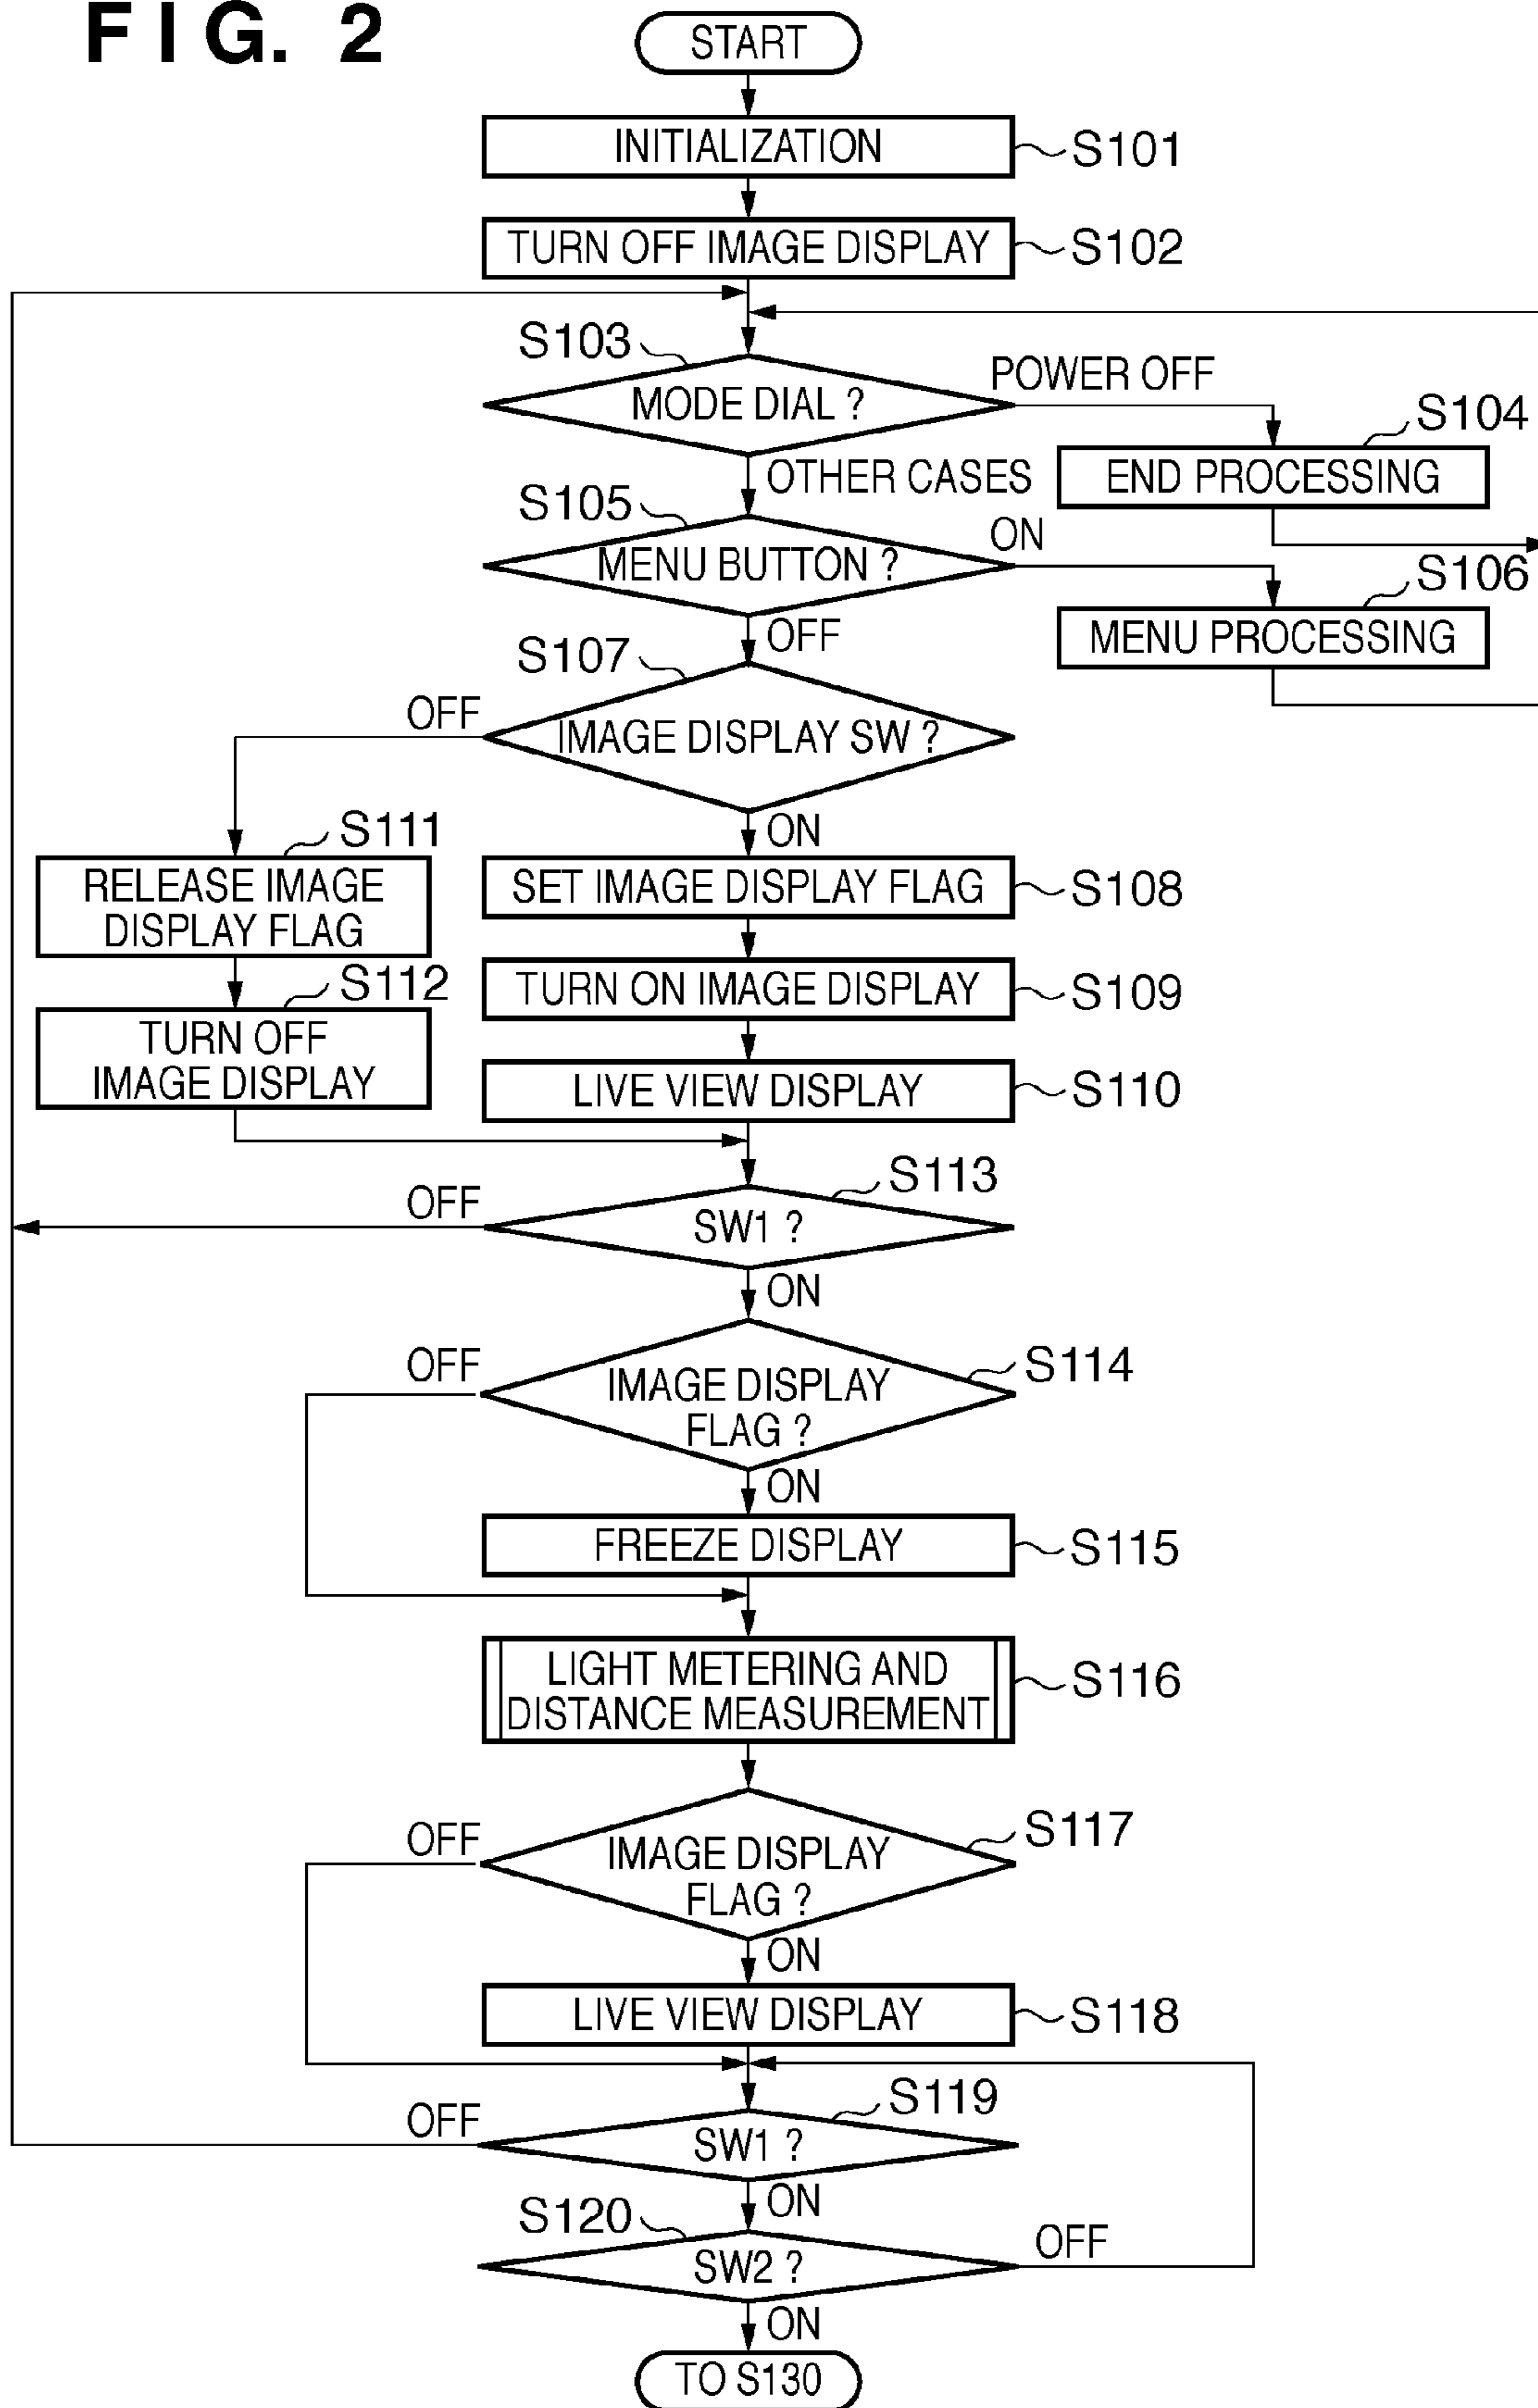 FIG. 2
START
INITIALIZATION
S101
TURN OFF IMAGE DISPLAY
S102
S103
MODE DIAL ?
POWER OFF
S104
END PROCESSING
OTHER CASES
S105
MENU BUTTON ?
ON
S106
MENU PROCESSING
OFF
S107
IMAGE DISPLAY SW ?
OFF
ON
S111
RELEASE IMAGE
DISPLAY FLAG
SET IMAGE DISPLAY FLAG
S108
S112
TURN OFF
IMAGE DISPLAY
TURN ON IMAGE DISPLAY
S109
LIVE VIEW DISPLAY
S110
S113
OFF
SW1 ?
ON
S114
OFF
IMAGE DISPLAY
FLAG ?
ON
FREEZE DISPLAY
S115
LIGHT METERING AND
DISTANCE MEASUREMENT
S116
S117
OFF
IMAGE DISPLAY
FLAG ?
ON
LIVE VIEW DISPLAY
S118
S119
OFF
SW1 ?
ON
S120
SW2 ?
OFF
ON
TO S130